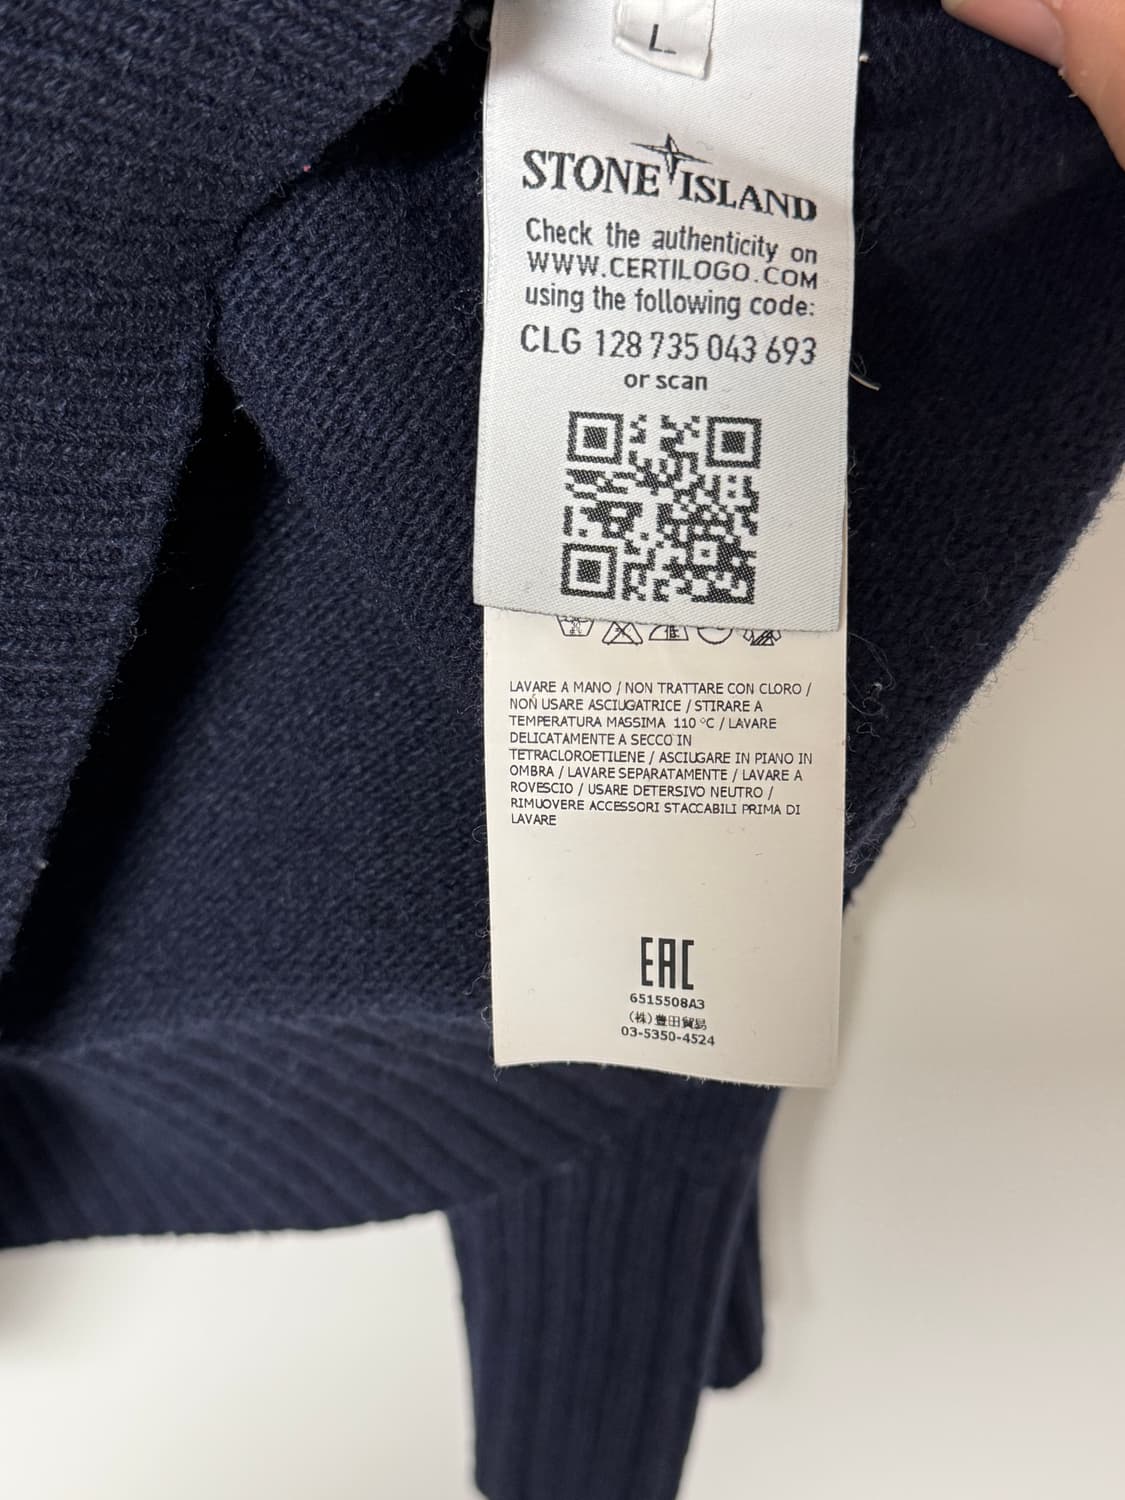 L
STONE ISLAND
Check the authenticity on
WWW.CERTILOGO.COM
using the following code:
CLG 128 735 043 693
or scan
LAVARE A MANO / NON TRATTARE CON CLORO /
NON USARE ASCIUGATRICE / STIRARE A
TEMPERATURA MASSIMA 110 °C / LAVARE
DELICATAMENTE A SECCO IN
TETRACLOROETILENE / ASCIUGARE IN PIANO IN
OMBRA / LAVARE SEPARATAMENTE / LAVARE A
ROVESCIO / USARE DETERSIVO NEUTRO /
RIMUOVERE ACCESSORI STACCABILI PRIMA DI
LAVARE
EAC
6515508A3
(株)豊田貿易
03-5350-4524